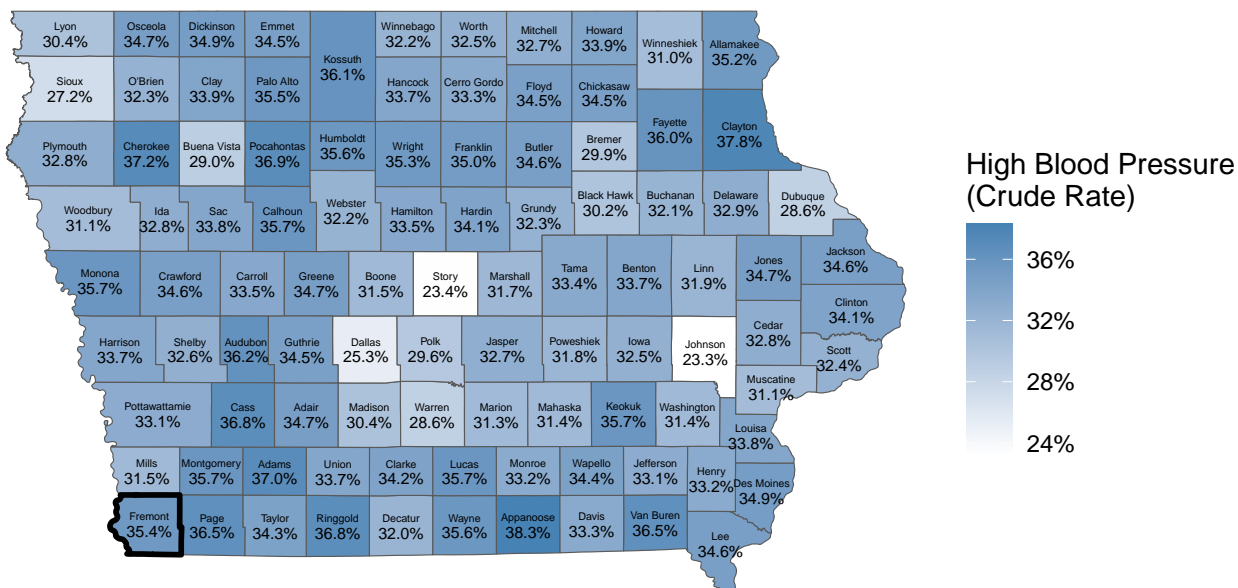 Lyon
30.4%
Osceola
34.7%
Dickinson
34.9%
Emmet
34.5%
Kossuth
36.1%
Winnebago
32.2%
Worth
32.5%
Mitchell
32.7%
Howard
33.9%
Winneshiek
31.0%
Allamakee
35.2%
Sioux
27.2%
O'Brien
32.3%
Clay
33.9%
Palo Alto
35.5%
Hancock
33.7%
Cerro Gordo
33.3%
Floyd
34.5%
Chickasaw
34.5%
Fayette
36.0%
Clayton
37.8%
Plymouth
32.8%
Cherokee
37.2%
Buena Vista
29.0%
Pocahontas
36.9%
Humboldt
35.6%
Wright
35.3%
Franklin
35.0%
Butler
34.6%
Bremer
29.9%
Woodbury
31.1%
Ida
32.8%
Sac
33.8%
Calhoun
35.7%
Webster
32.2%
Hamilton
33.5%
Hardin
34.1%
Grundy
32.3%
Black Hawk
30.2%
Buchanan
32.1%
Delaware
32.9%
Dubuque
28.6%
Monona
35.7%
Crawford
34.6%
Carroll
33.5%
Greene
34.7%
Boone
31.5%
Story
23.4%
Marshall
31.7%
Tama
33.4%
Benton
33.7%
Linn
31.9%
Jones
34.7%
Jackson
34.6%
Clinton
34.1%
Harrison
33.7%
Shelby
32.6%
Audubon
36.2%
Guthrie
34.5%
Dallas
25.3%
Polk
29.6%
Jasper
32.7%
Poweshiek
31.8%
Iowa
32.5%
Johnson
23.3%
Cedar
32.8%
Scott
32.4%
Muscatine
31.1%
Pottawattamie
33.1%
Cass
36.8%
Adair
34.7%
Madison
30.4%
Warren
28.6%
Marion
31.3%
Mahaska
31.4%
Keokuk
35.7%
Washington
31.4%
Louisa
33.8%
Mills
31.5%
Montgomery
35.7%
Adams
37.0%
Union
33.7%
Clarke
34.2%
Lucas
35.7%
Monroe
33.2%
Wapello
34.4%
Jefferson
33.1%
Henry
33.2%
Des Moines
34.9%
Fremont
35.4%
Page
36.5%
Taylor
34.3%
Ringgold
36.8%
Decatur
32.0%
Wayne
35.6%
Appanoose
38.3%
Davis
33.3%
Van Buren
36.5%
Lee
34.6%
High Blood Pressure
(Crude Rate)
36%
32%
28%
24%